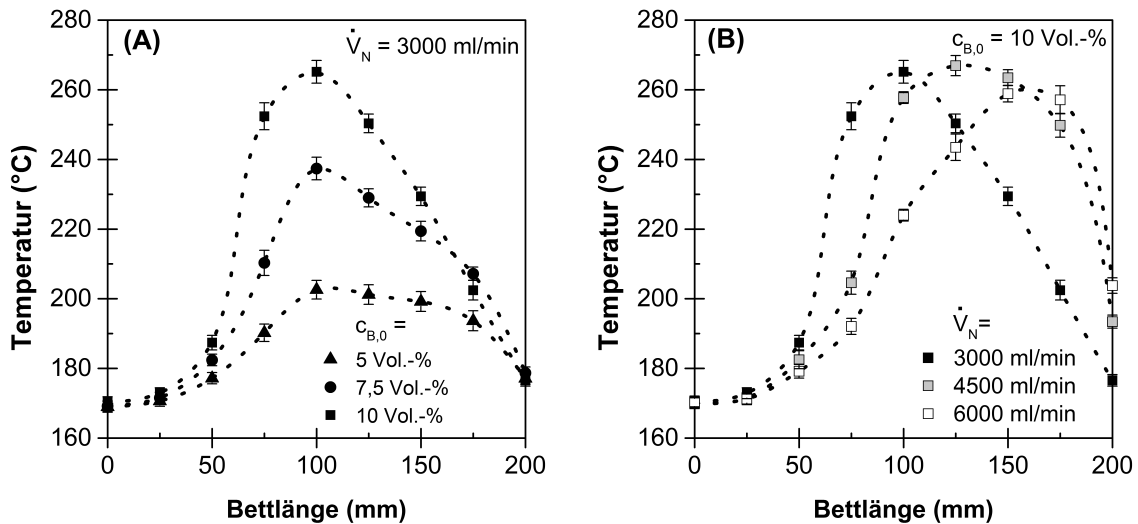 (A)
V̇N = 3000 ml/min
280
260
240
220
200
180
160
Temperatur (°C)
cB,0 =
5 Vol.-%
7,5 Vol.-%
10 Vol.-%
0
50
100
150
200
Bettlänge (mm)
(B)
cB,0 = 10 Vol.-%
280
260
240
220
200
180
160
Temperatur (°C)
V̇N=
3000 ml/min
4500 ml/min
6000 ml/min
0
50
100
150
200
Bettlänge (mm)